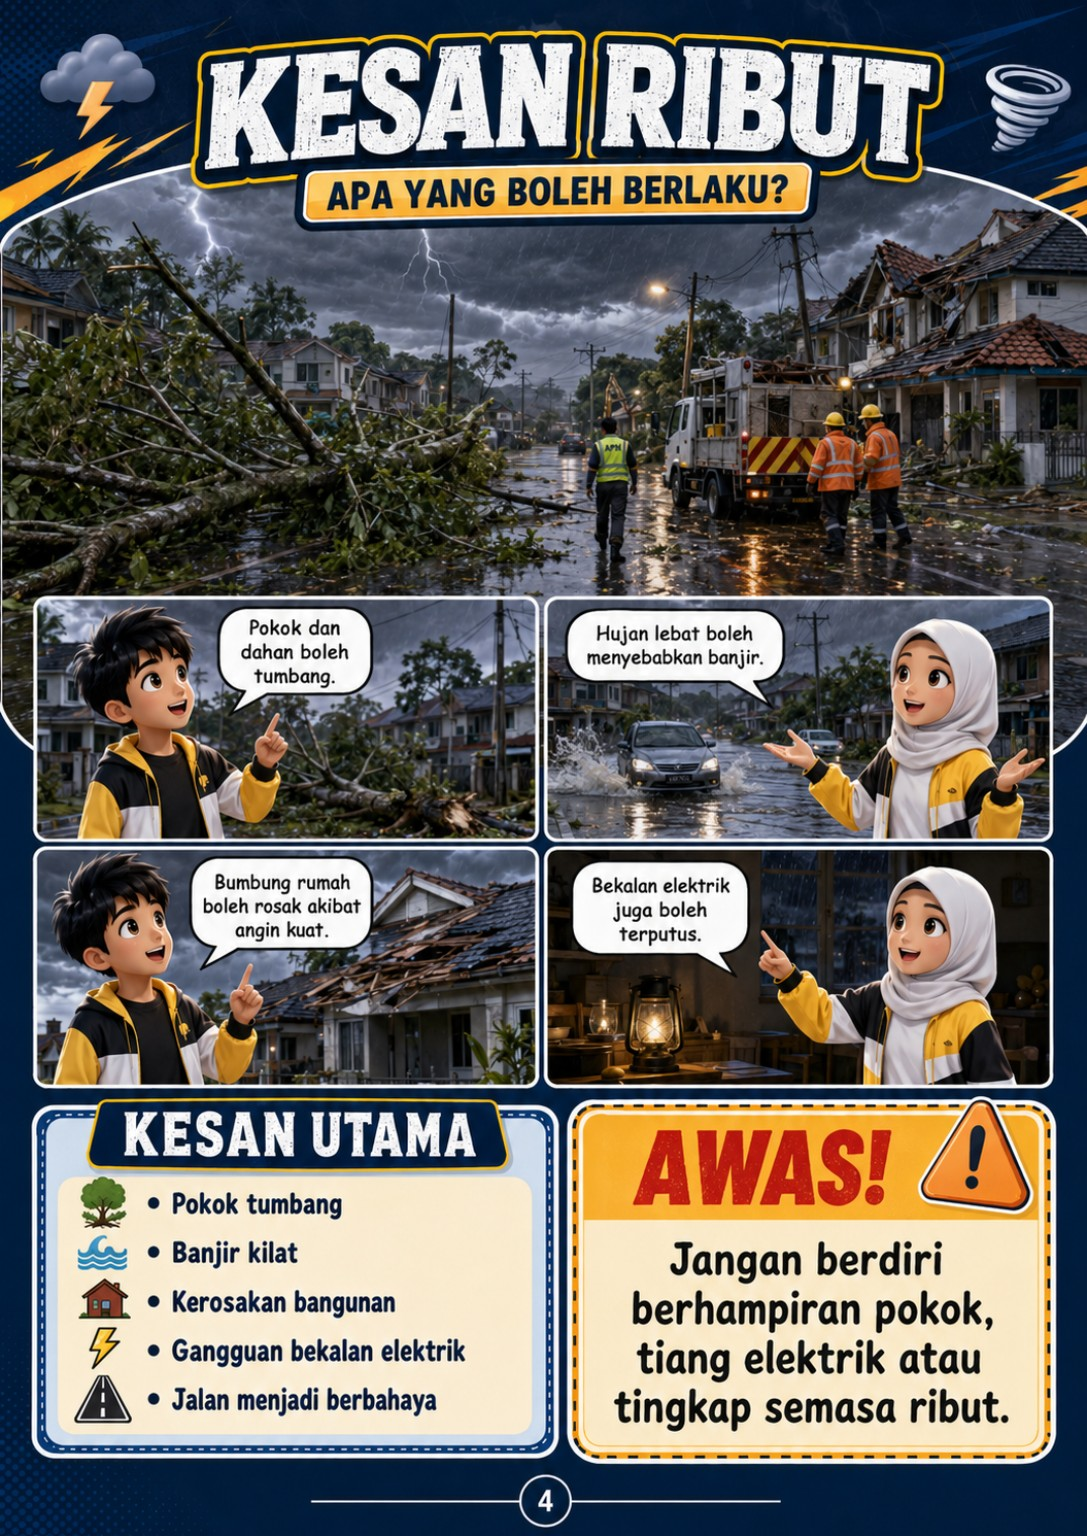 KESAN RIBUT
APA YANG BOLEH BERLAKU?
APM
Pokok dan
dahan boleh
tumbang.
Hujan lebat boleh
menyebabkan banjir.
Bumbung rumah
boleh rosak akibat
angin kuat.
Bekalan elektrik
juga boleh
terputus.
KESAN UTAMA
• Pokok tumbang
• Banjir kilat
• Kerosakan bangunan
• Gangguan bekalan elektrik
• Jalan menjadi berbahaya
AWAS!
Jangan berdiri
berhampiran pokok,
tiang elektrik atau
tingkap semasa ribut.
4